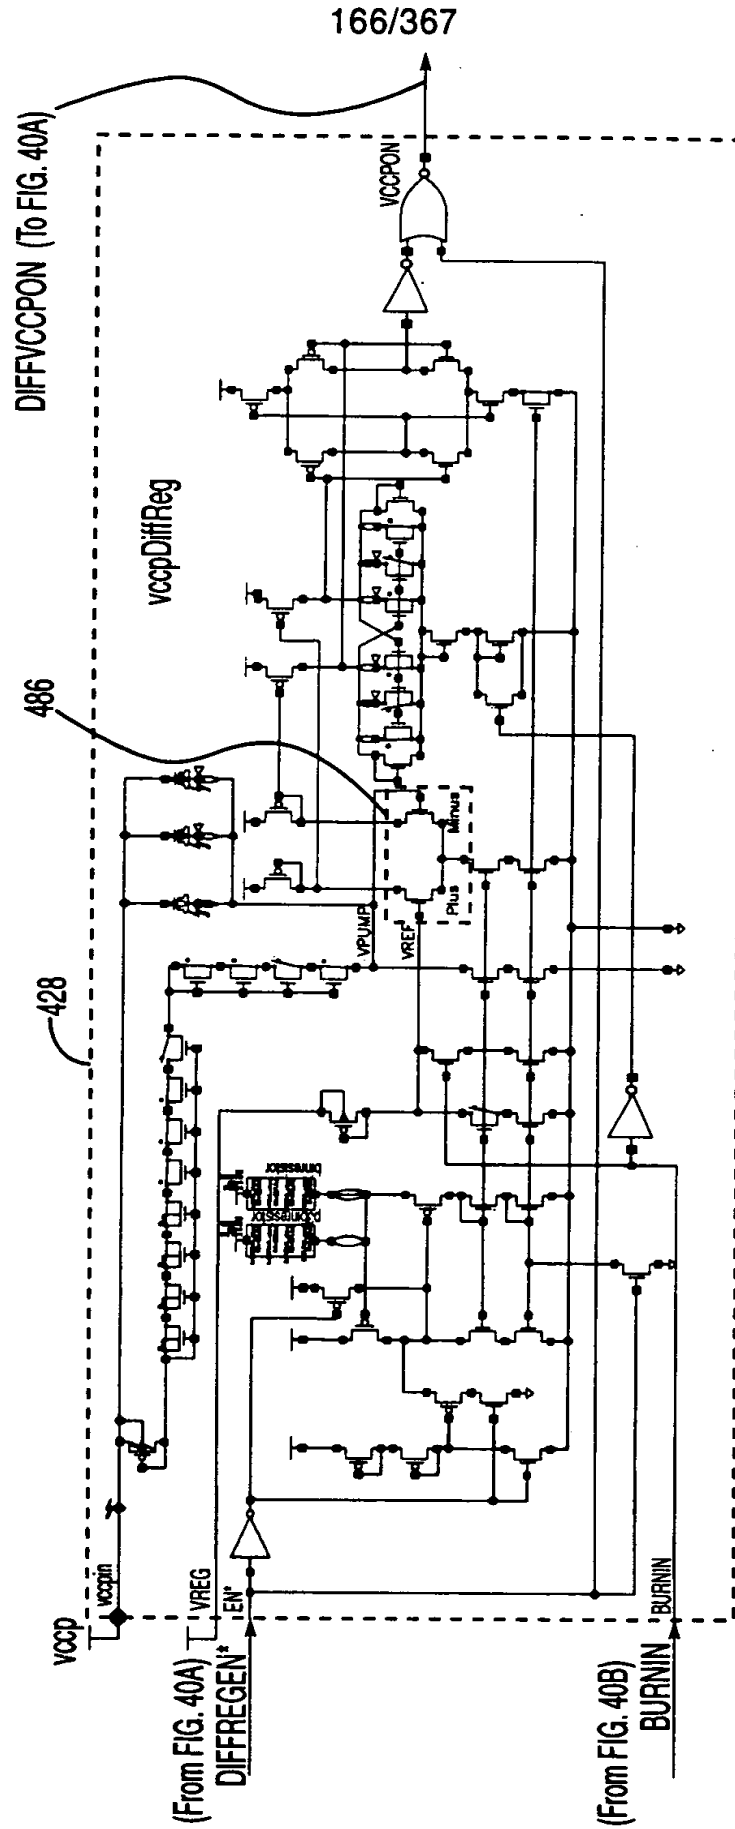 166/367
DIFFVCCPON (To FIG. 40A)
VCCPON
vccpDiffReg
486
428
VPUMP
VREF
Plus
Minus
binresistor
vccp
vccpin
VREG
EN*
(From FIG. 40A)
DIFFREGEN*
BURNIN
(From FIG. 40B)
BURNIN